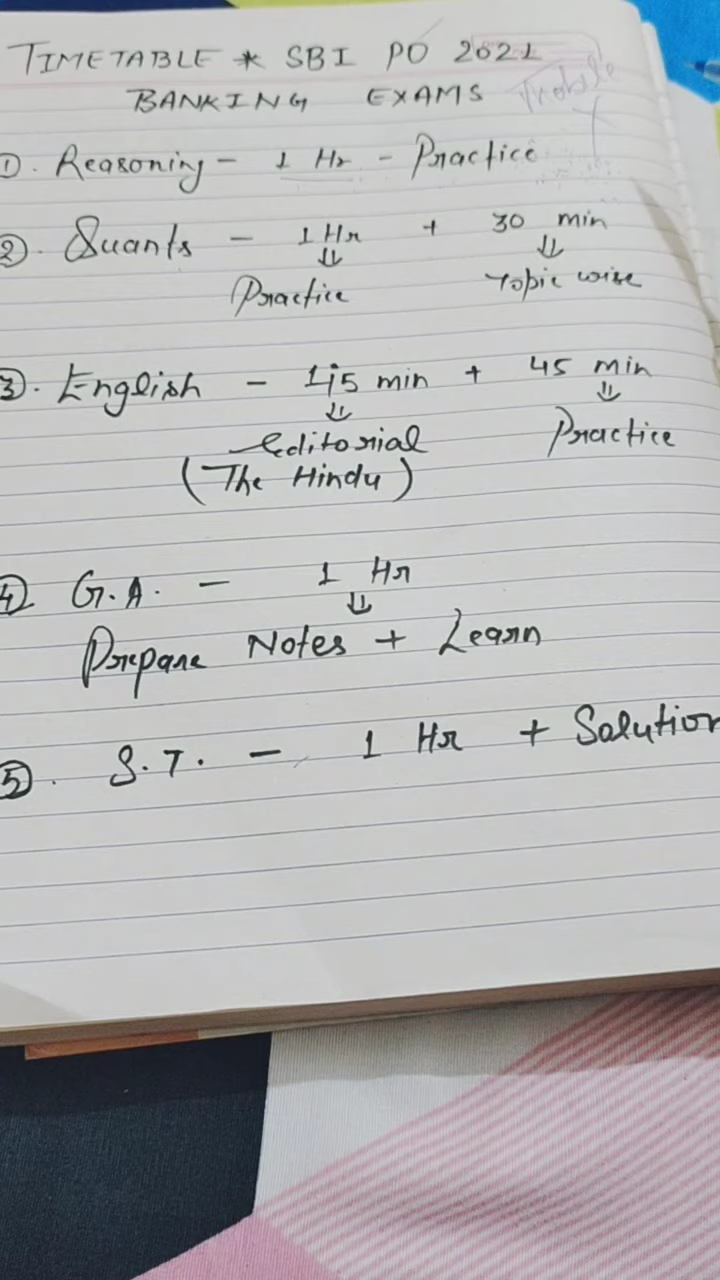 TIMETABLE * SBI PO 2021
BANKING EXAMS
①. Reasoning - 1 Hr - Practice
②. Quants - 1 Hr + 30 min
⇓ ⇓
Practice Topic wise
③. English - 15 min + 45 min
⇓ ⇓
Editorial Practice
(The Hindu)
④ G.A. - 1 Hr
⇓
Prepare Notes + Learn
⑤. S.T. - 1 Hr + Solution